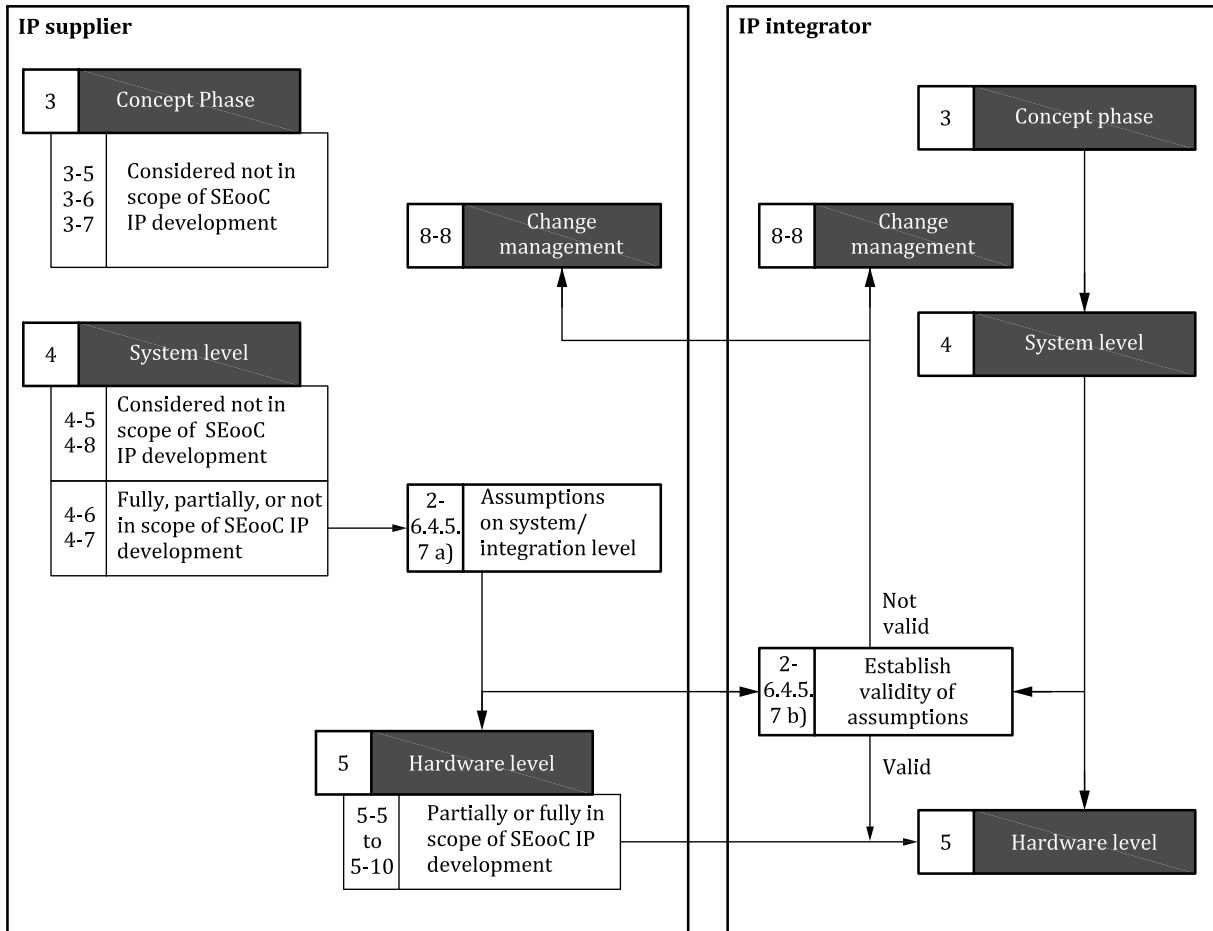 IP supplier
3
Concept Phase
3-5
3-6
3-7
Considered not in
scope of SEooC
IP development
8-8
Change
management
4
System level
4-5
4-8
Considered not in
scope of SEooC
IP development
4-6
4-7
Fully, partially, or not
in scope of SEooC IP
development
2-
6.4.5.
7 a)
Assumptions
on system/
integration level
5
Hardware level
5-5
to
5-10
Partially or fully in
scope of SEooC IP
development
IP integrator
3
Concept phase
8-8
Change
management
4
System level
Not
valid
2-
6.4.5.
7 b)
Establish
validity of
assumptions
Valid
5
Hardware level